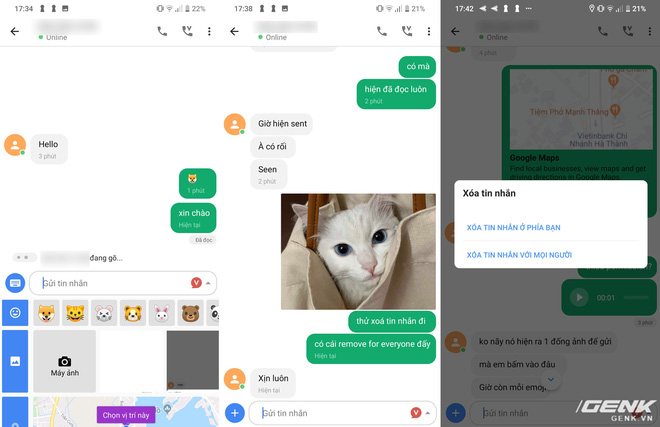 17:34
22%
Online
Hello
3 phút
1 phút
xin chào
Hiện tại
Đã đọc
đang gõ...
Gửi tin nhắn
V
Máy ảnh
Chọn vị trí này
17:38
21%
Online
có mà
hiện đã đọc luôn
2 phút
Giờ hiện sent
À có rồi
Seen
2 phút
thử xoá tin nhắn đi
có cái remove for everyone đấy
Hiện tại
Xịn luôn
Hiện tại
Gửi tin nhắn
V
17:42
21%
Online
4 phút
Tiệm Phở Mạnh Thắng
Vietinbank Chi
Nhánh Hà Thành
Google Maps
Find local businesses, view maps and get
driving directions in Google Maps.
Xóa tin nhắn
XÓA TIN NHẮN Ở PHÍA BẠN
XÓA TIN NHẮN VỚI MỌI NGƯỜI
00:01
3 phút
ko nãy nó hiện ra 1 đống ảnh để gửi
mà em bấm vào đâu
Giờ còn mỗi emoji
Gửi tin nhắn
GENK
GENK.VN